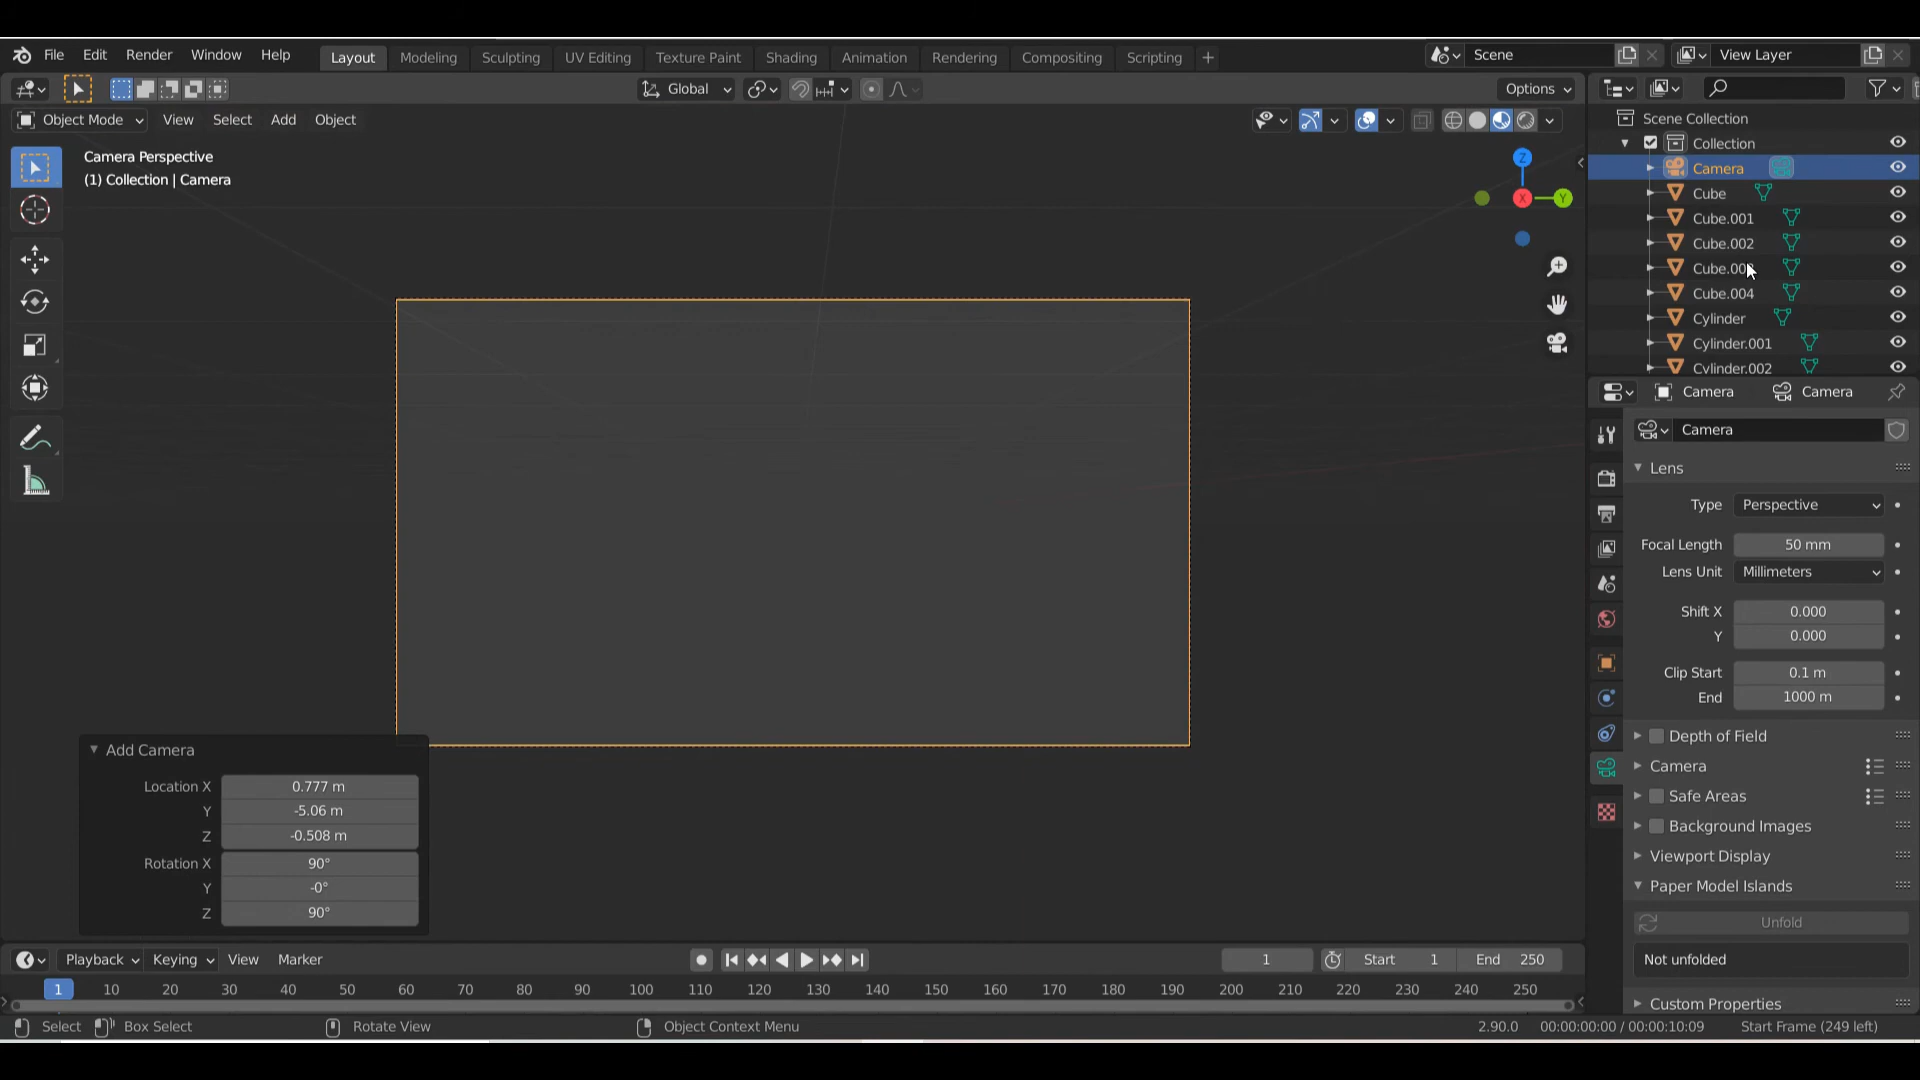 File Edit Render Window Help Layout Modeling Sculpting UV Editing Texture Paint Shading Animation Rendering Compositing Scripting + Scene View Layer
Global Options
Object Mode View Select Add Object
Camera Perspective
(1) Collection | Camera
Z
X
Y
Scene Collection
Collection
Camera
Cube
Cube.001
Cube.002
Cube.003
Cube.004
Cylinder
Cylinder.001
Cylinder.002
Camera Camera
Camera
Lens
Type Perspective
Focal Length 50 mm
Lens Unit Millimeters
Shift X 0.000
Y 0.000
Clip Start 0.1 m
End 1000 m
Depth of Field
Camera
Safe Areas
Background Images
Viewport Display
Paper Model Islands
Unfold
Not unfolded
Custom Properties
Add Camera
Location X 0.777 m
Y -5.06 m
Z -0.508 m
Rotation X 90°
Y -0°
Z 90°
Playback Keying View Marker 1 Start 1 End 250
1 10 20 30 40 50 60 70 80 90 100 110 120 130 140 150 160 170 180 190 200 210 220 230 240 250
Select Box Select Rotate View Object Context Menu 2.90.0 00:00:00:00 / 00:00:10:09 Start Frame (249 left)